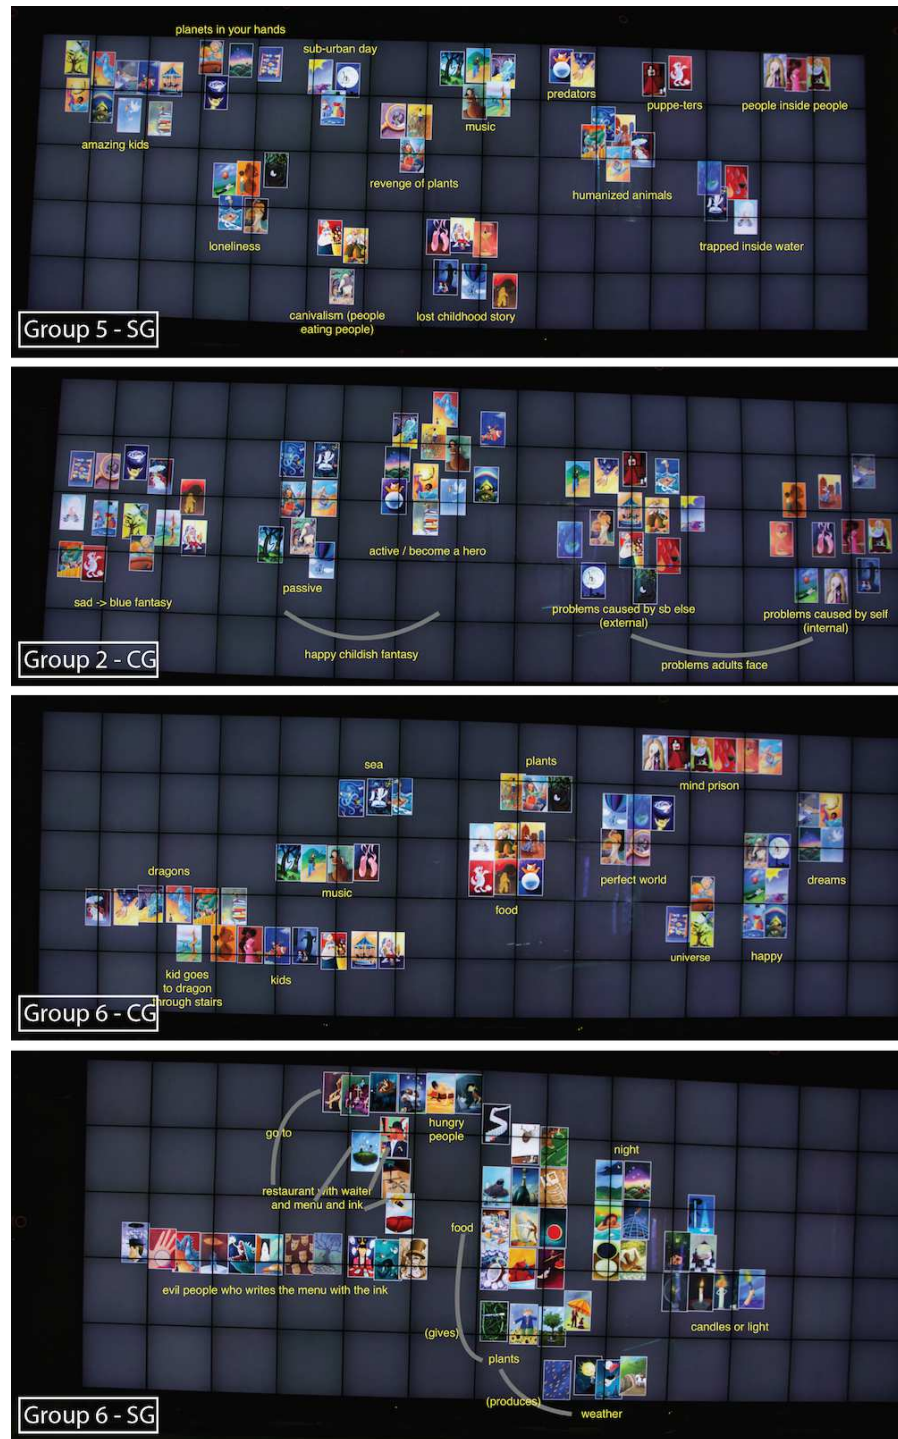 planets in your hands
sub-urban day
predators
puppe-ters
people inside people
music
amazing kids
revenge of plants
humanized animals
loneliness
trapped inside water
canivalism (people
eating people)
lost childhood story
Group 5 - SG
active / become a hero
passive
sad -> blue fantasy
problems caused by sb else
(external)
problems caused by self
(internal)
happy childish fantasy
problems adults face
Group 2 - CG
sea
plants
mind prison
dragons
music
perfect world
dreams
food
universe
happy
kid goes
to dragon
through stairs
kids
Group 6 - CG
hungry
people
go to
night
restaurant with waiter
and menu and ink
food
evil people who writes the menu with the ink
candles or light
(gives)
plants
(produces)
weather
Group 6 - SG